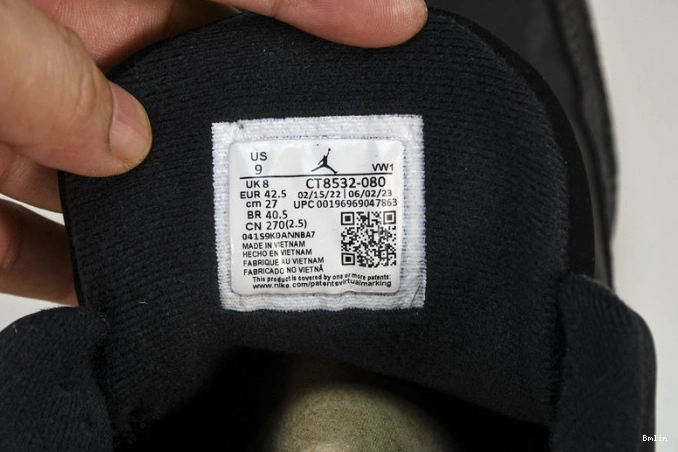 US
9
VW1
UK 8 CT8532-080
EUR 42.5 02/15/22 | 06/02/23
cm 27 UPC 00196969047863
BR 40.5
CN 270(2.5)
041S9K0ANNBA7
MADE IN VIETNAM
HECHO EN VIETNAM
FABRIQUE AU VIETNAM
FABRICADO NO VIETNÃ
This product is covered by one or more patents:
www.nike.com/patentsvirtualmarking
Bmlin